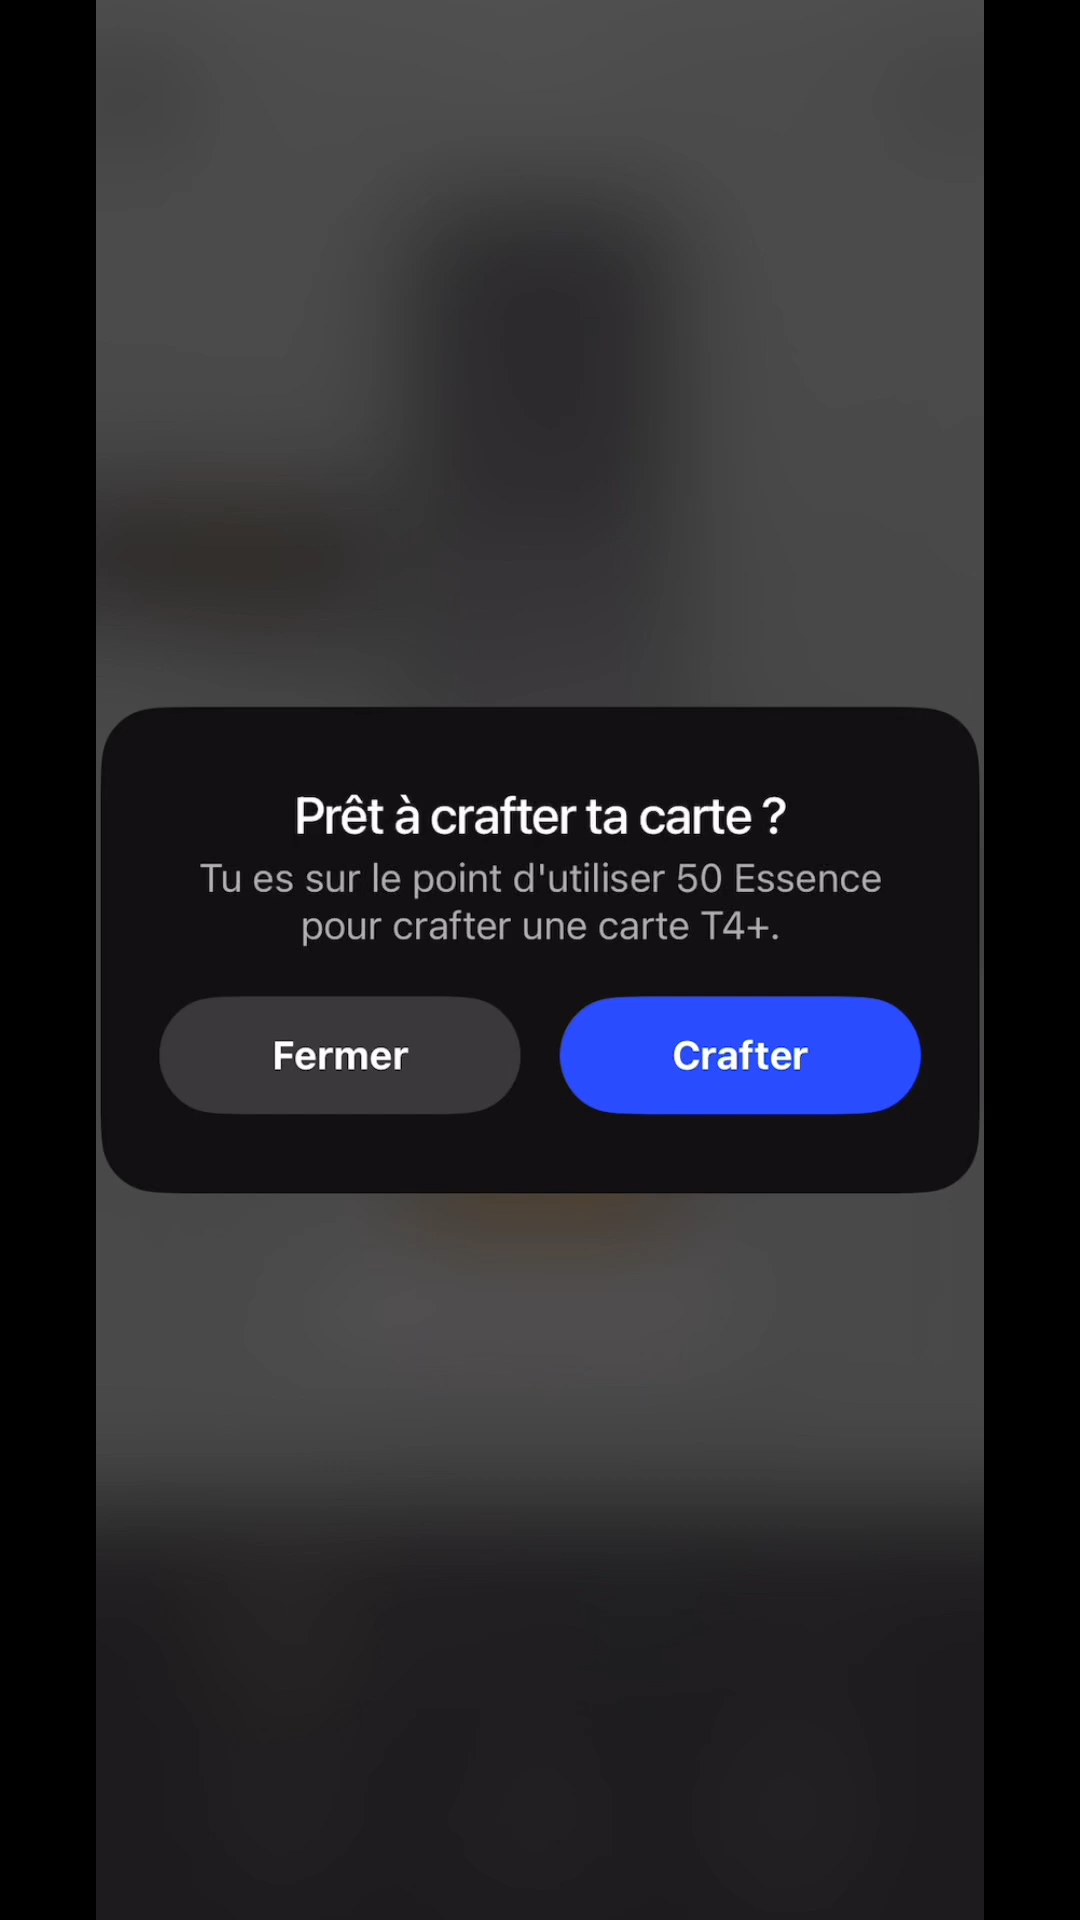 Prêt à crafter ta carte ?
Tu es sur le point d'utiliser 50 Essence
pour crafter une carte T4+.
Fermer
Crafter